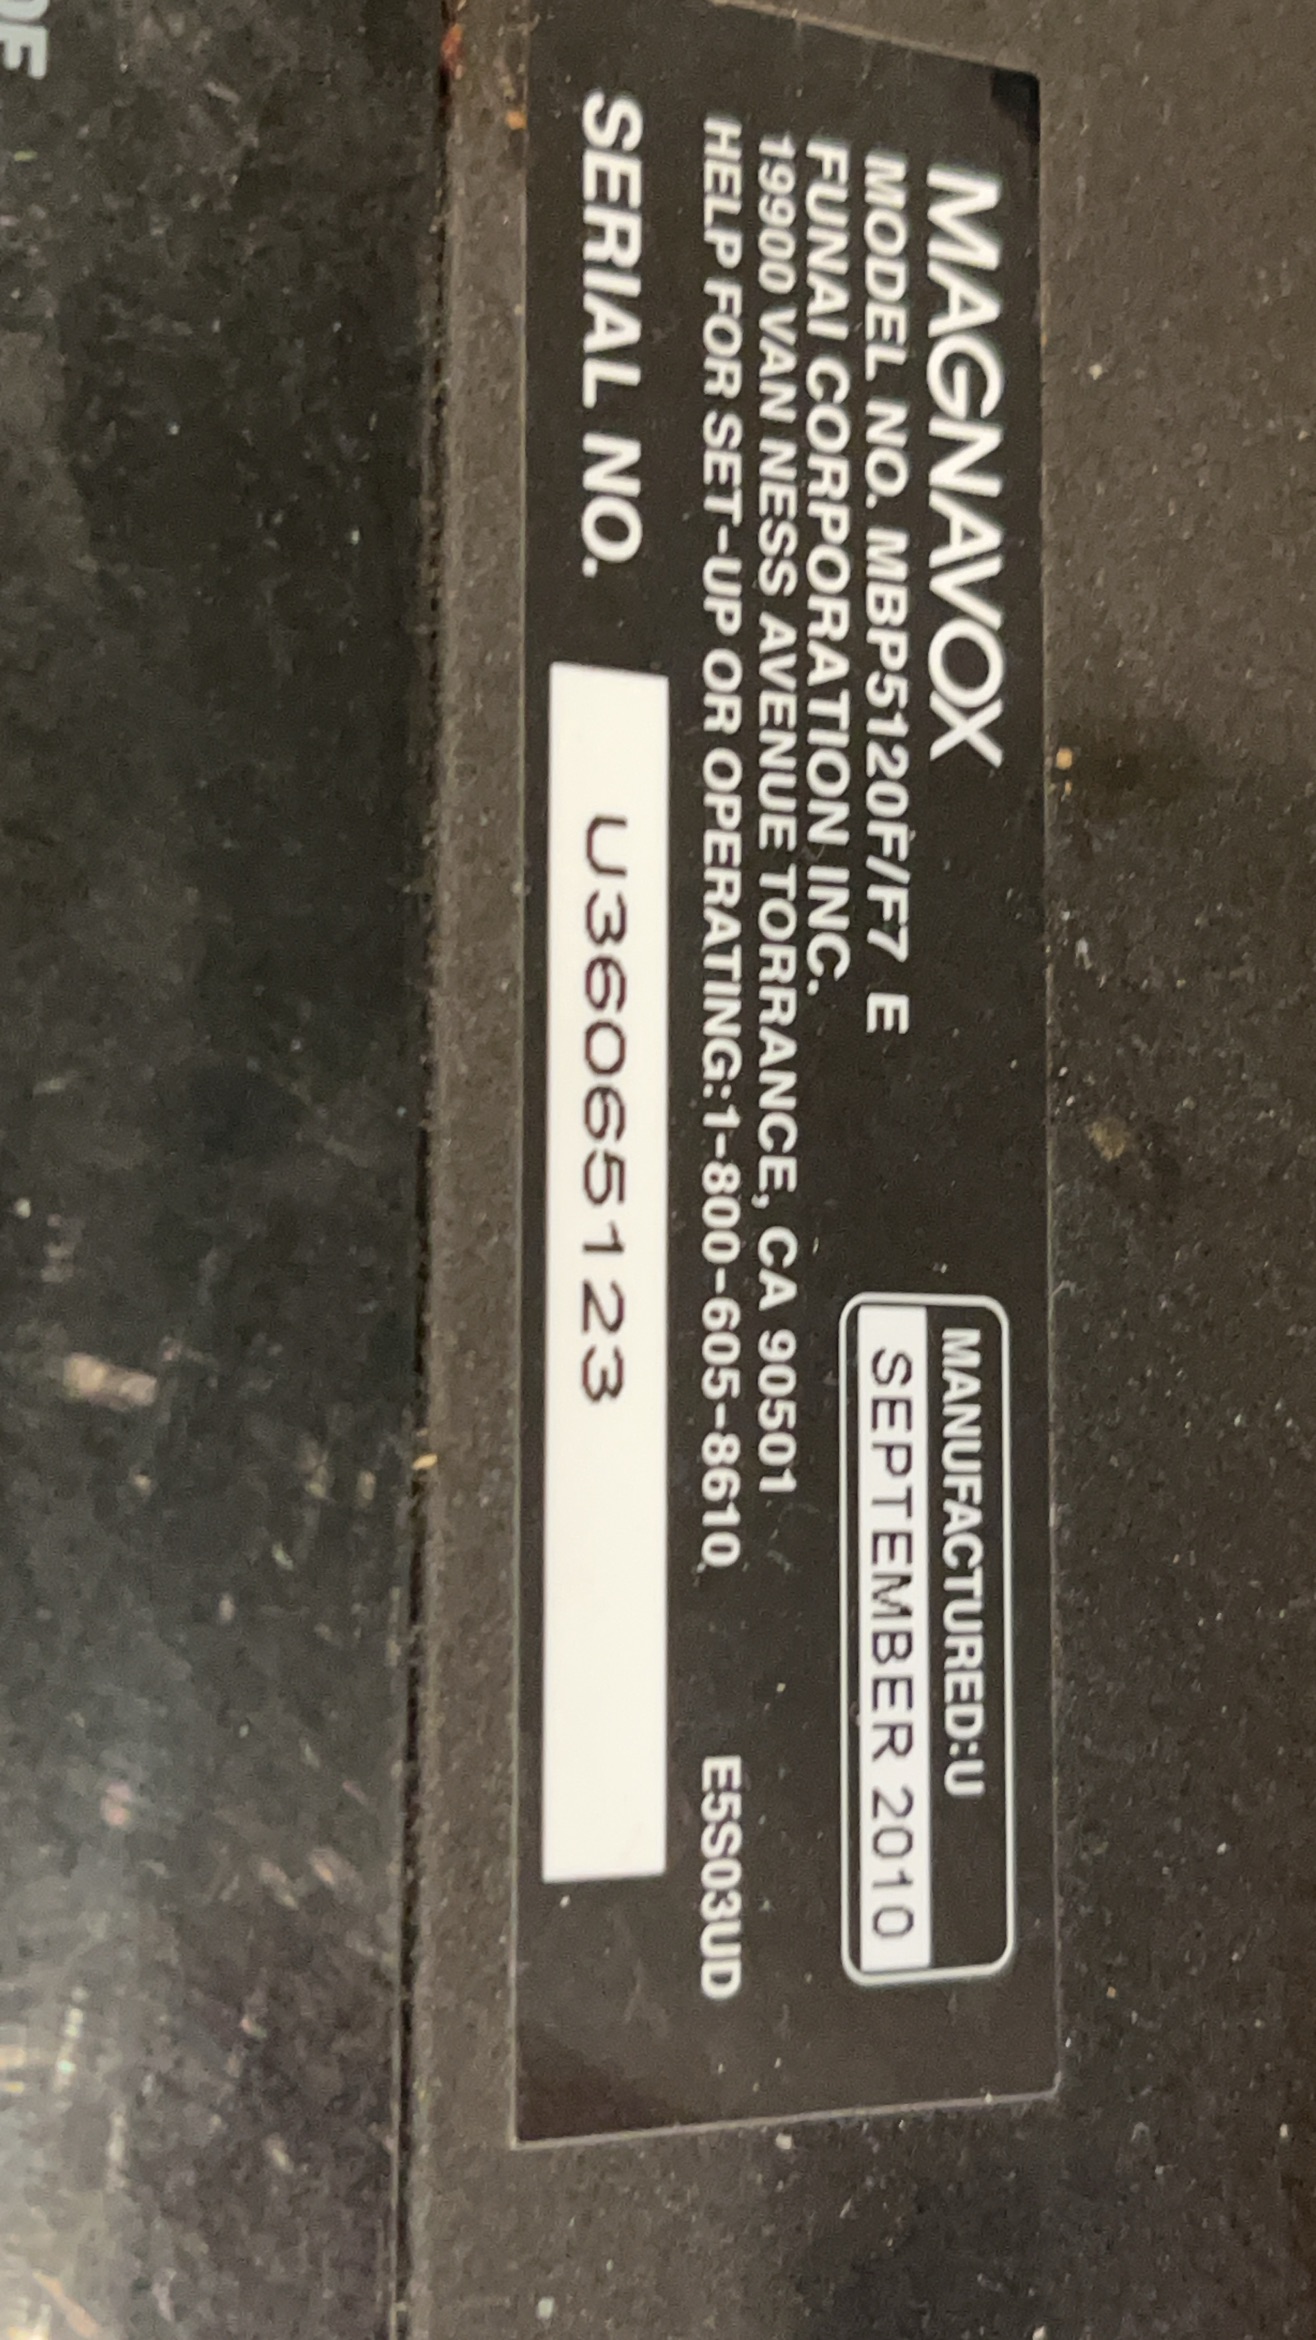 MAGNAVOX
MODEL NO. MBP5120F/F7 E
FUNAI CORPORATION INC.
19900 VAN NESS AVENUE TORRANCE, CA 90501
HELP FOR SET-UP OR OPERATING:1-800-605-8610
MANUFACTURED:U
SEPTEMBER 2010
E5S03UD
SERIAL NO.
U36065123